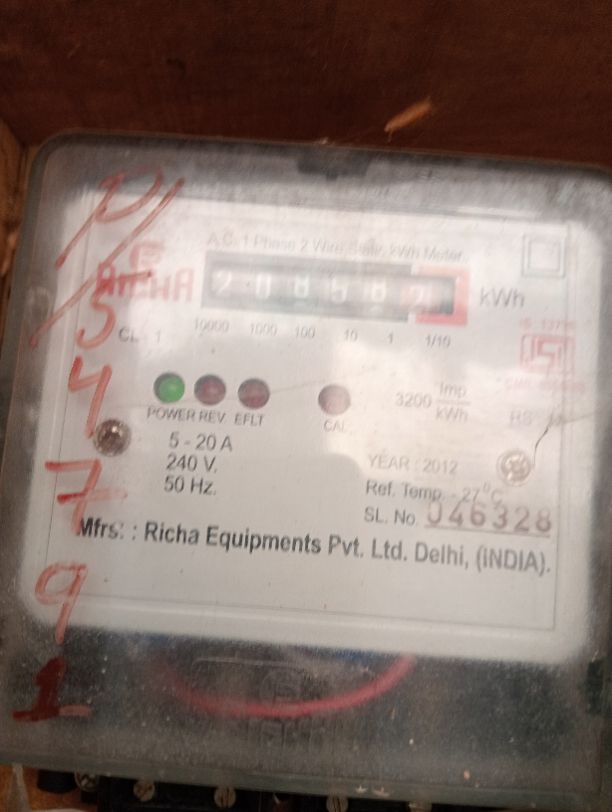 A.C. 1 Phase 2 Wire Static kWh Meter.
RICHA
kWh
CL - 1
10000 1000 100 10 1 1/10
POWER REV. EFLT
CAL
3200 Imp/kWh
5 - 20 A
240 V.
50 Hz.
YEAR : 2012
Ref. Temp. - 27°C
SL. No. 046328
Mfrs. : Richa Equipments Pvt. Ltd. Delhi, (INDIA).
5
4
7
9
1